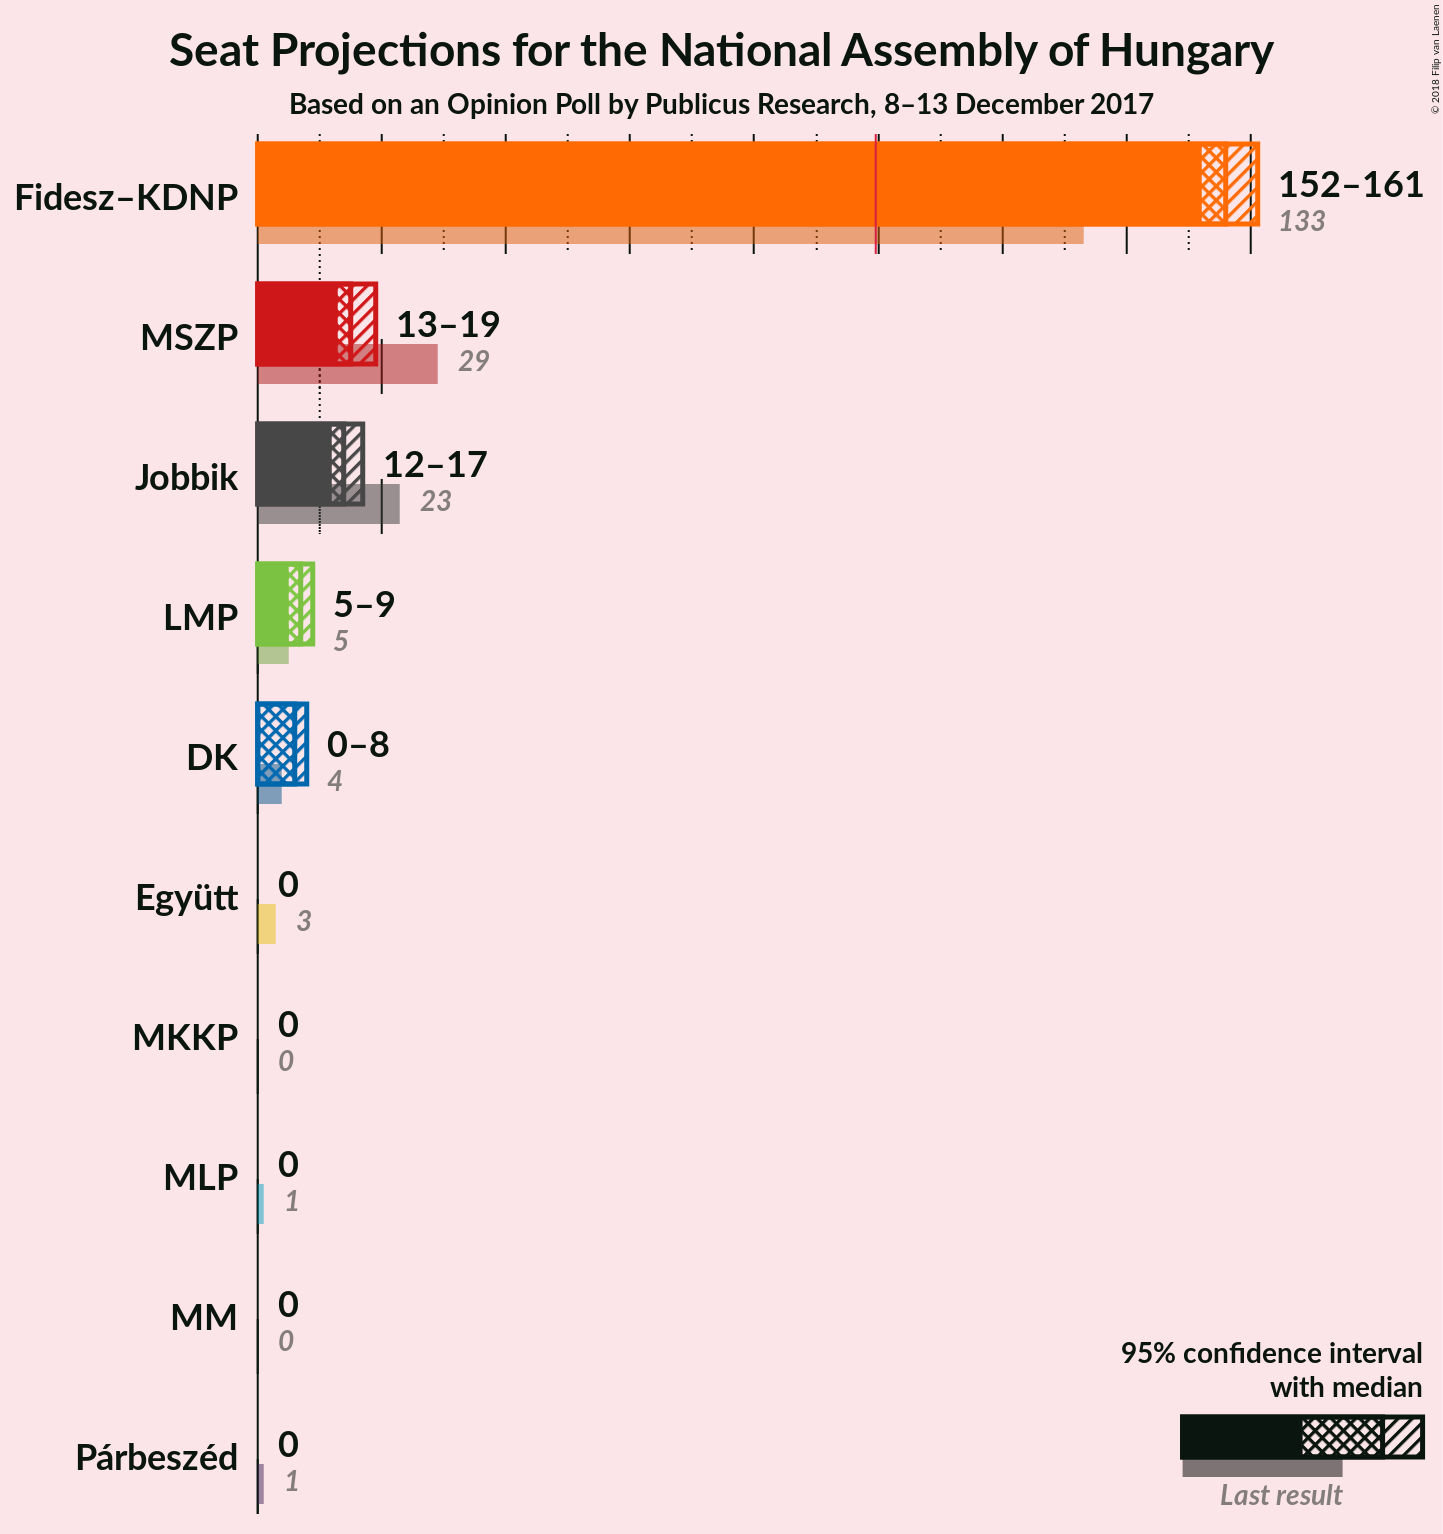 Seat Projections for the National Assembly of Hungary
Based on an Opinion Poll by Publicus Research, 8–13 December 2017
© 2018 Filip van Laenen
Fidesz–KDNP
152–161
133
MSZP
13–19
29
Jobbik
12–17
23
LMP
5–9
5
DK
0–8
4
Együtt
0
3
MKKP
0
0
MLP
0
1
MM
0
0
Párbeszéd
0
1
95% confidence interval
with median
Last result